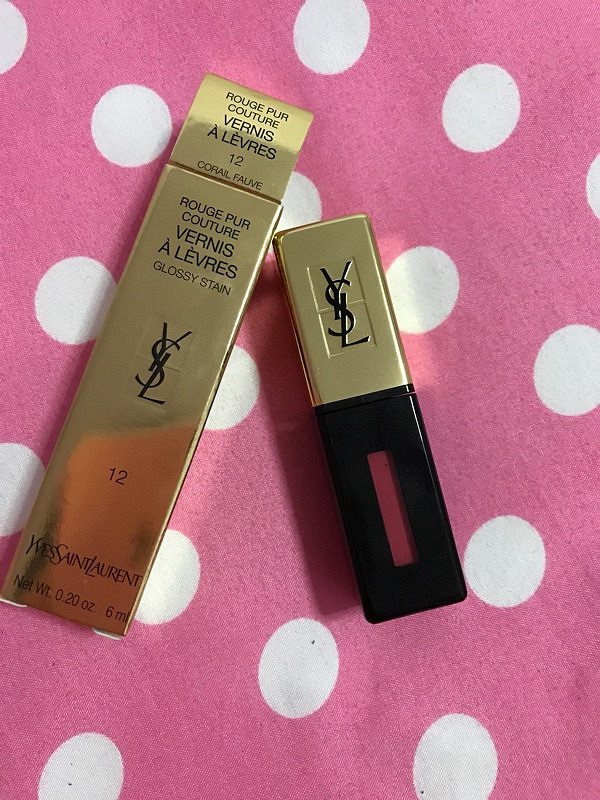 ROUGE PUR
COUTURE
VERNIS
À LÈVRES
12
CORAIL FAUVE
ROUGE PUR
COUTURE
VERNIS
À LÈVRES
GLOSSY STAIN
YSL
12
YVESSAINTLAURENT
Net Wt. 0.20 oz. 6 ml
YSL